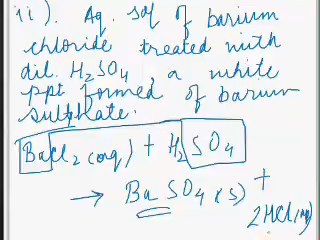 ii). Aq. sol of barium
chloride treated with
dil. H₂SO₄, a white
ppt formed of barium
sulphate.
BaCl₂(aq) + H₂SO₄
→ BaSO₄(s) +
2HCl(aq)